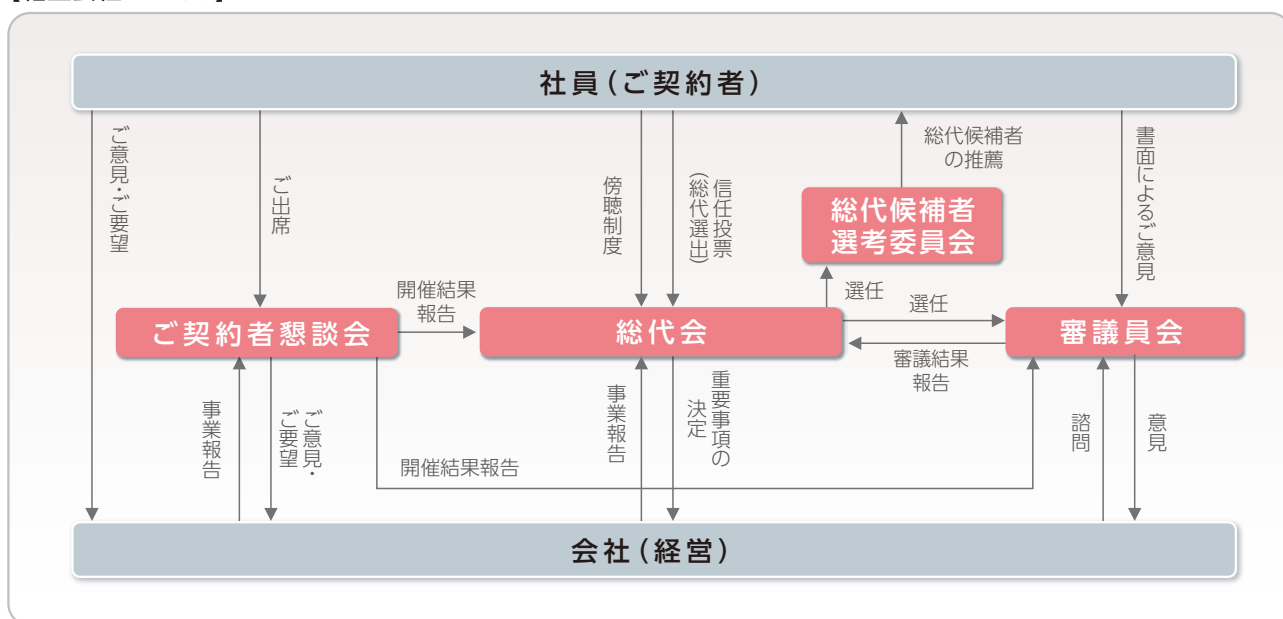 社員（ご契約者）
ご意見・ご要望
ご出席
傍聴制度
信任投票
（総代選出）
総代候補者
の推薦
書面によるご意見
総代候補者
選考委員会
開催結果
報告
選任
選任
ご契約者懇談会
総代会
審議員会
審議結果
報告
事業報告
ご意見・
ご要望
開催結果報告
事業報告
重要事項の
決定
諮問
意見
会社（経営）